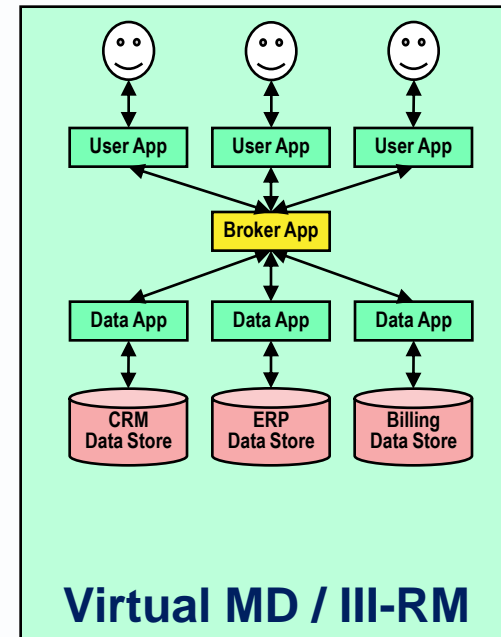 User App
User App
User App
Broker App
Data App
Data App
Data App
CRM
Data Store
ERP
Data Store
Billing
Data Store
Virtual MD / III-RM